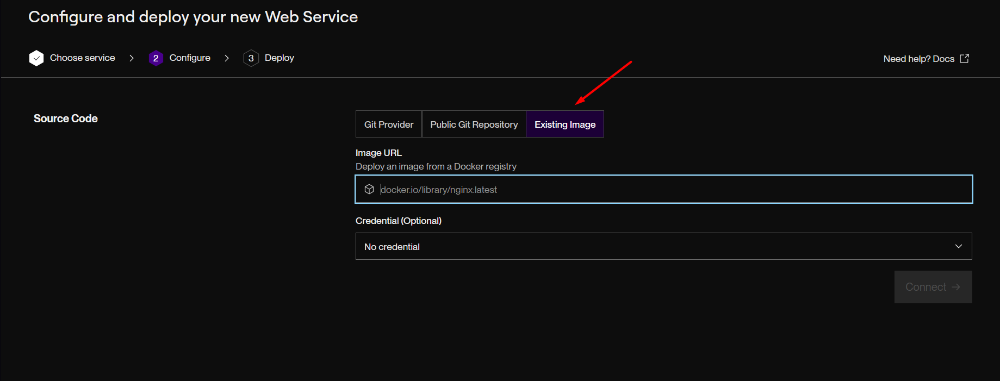 Configure and deploy your new Web Service
Choose service
2 Configure
3 Deploy
Need help? Docs
Source Code
Git Provider
Public Git Repository
Existing Image
Image URL
Deploy an image from a Docker registry
docker.io/library/nginx:latest
Credential (Optional)
No credential
Connect